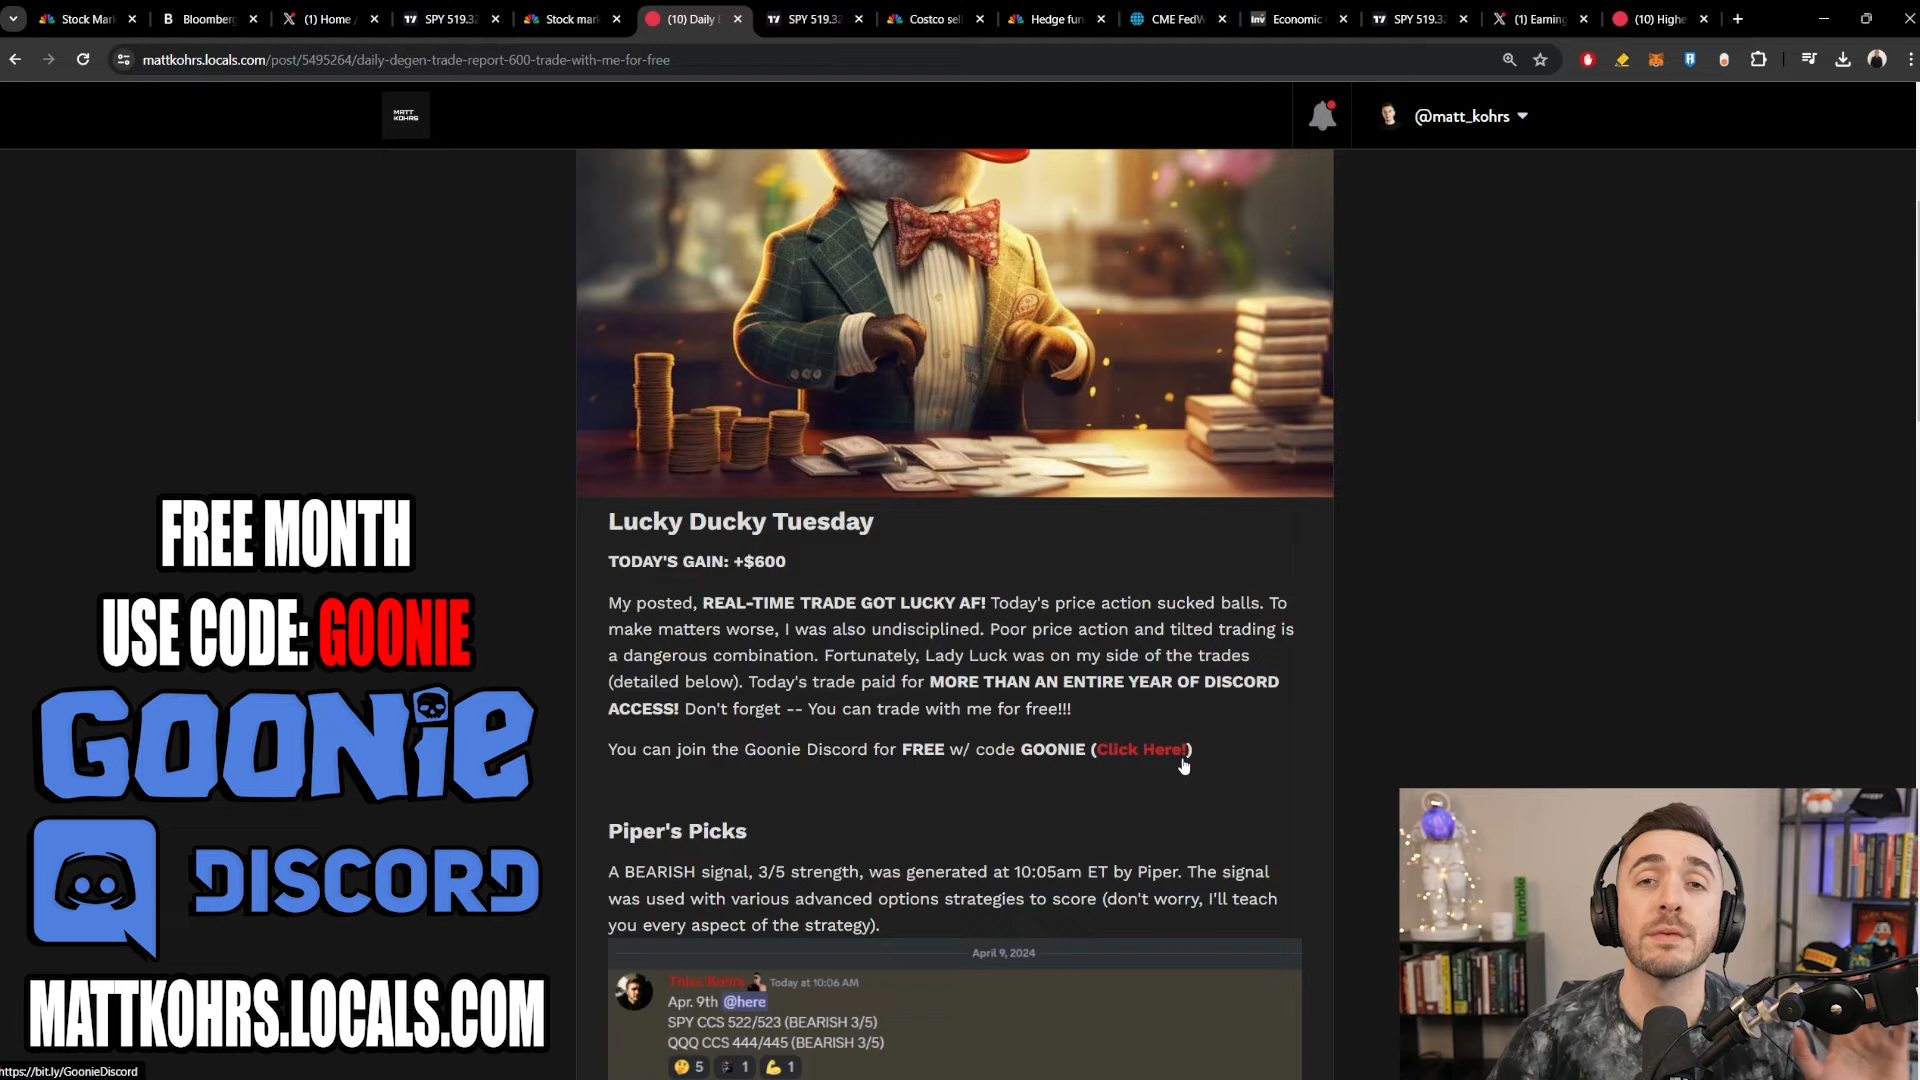 Stock Mark
Bloomber
(1) Home /
SPY 519.32
Stock mark
(10) Daily D
SPY 519.32
Costco sell
Hedge fun
CME FedW
Economic
SPY 519.32
(1) Earning
(10) Highe
mattkohrs.locals.com/post/5495264/daily-degen-trade-report-600-trade-with-me-for-free
MATT
KOHRS
@matt_kohrs
Lucky Ducky Tuesday
TODAY'S GAIN: +$600
My posted, REAL-TIME TRADE GOT LUCKY AF! Today's price action sucked balls. To
make matters worse, I was also undisciplined. Poor price action and tilted trading is
a dangerous combination. Fortunately, Lady Luck was on my side of the trades
(detailed below). Today's trade paid for MORE THAN AN ENTIRE YEAR OF DISCORD
ACCESS! Don't forget -- You can trade with me for free!!!
You can join the Goonie Discord for FREE w/ code GOONIE (Click Here!)
Piper's Picks
A BEARISH signal, 3/5 strength, was generated at 10:05am ET by Piper. The signal
was used with various advanced options strategies to score (don't worry, I'll teach
you every aspect of the strategy).
April 9, 2024
Today at 10:06 AM
Apr. 9th @here
SPY CCS 522/523 (BEARISH 3/5)
QQQ CCS 444/445 (BEARISH 3/5)
5 1 1
FREE MONTH
USE CODE: GOONIE
GOONiE
DISCORD
MATTKOHRS.LOCALS.COM
https://bit.ly/GoonieDiscord
rumble